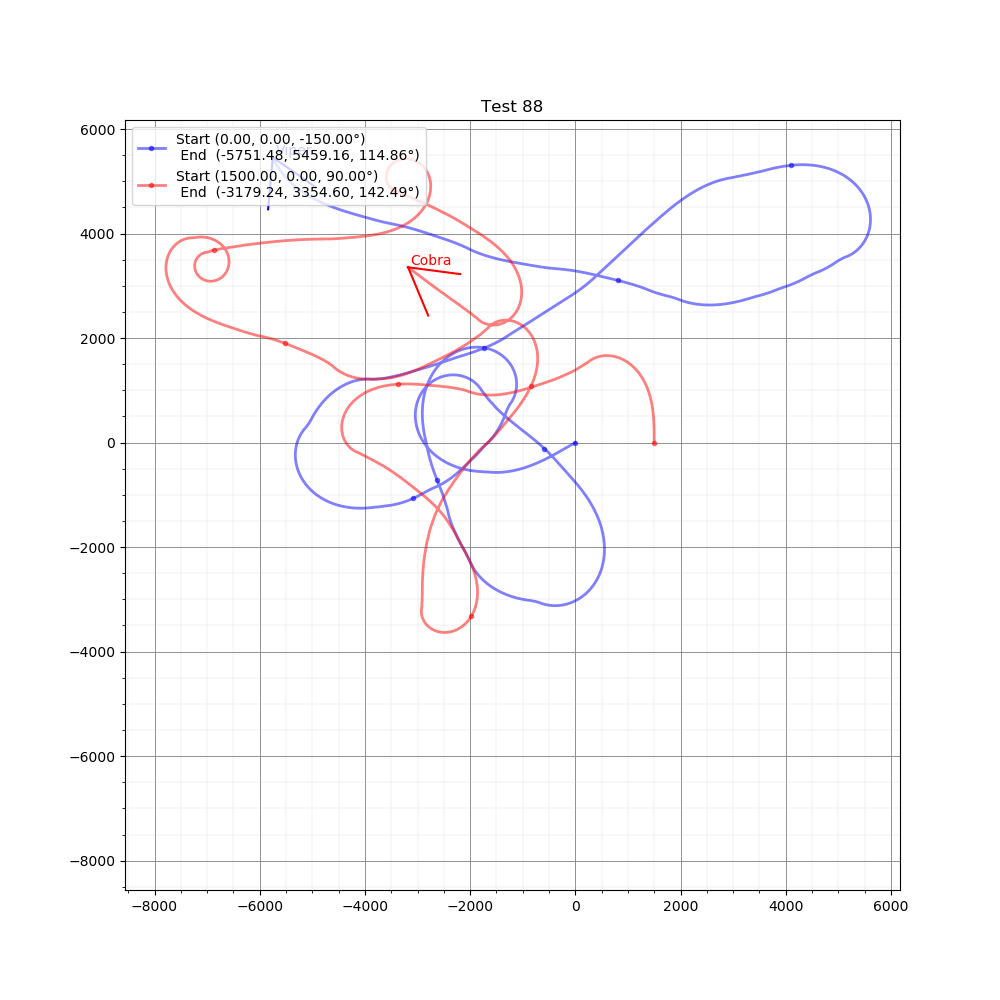 Test 88
6000
4000
2000
0
−2000
−4000
−6000
−8000
Start (0.00, 0.00, -150.00°)
End (-5751.48, 5459.16, 114.86°)
Start (1500.00, 0.00, 90.00°)
End (-3179.24, 3354.60, 142.49°)
Cobra
−8000 −6000 −4000 −2000 0 2000 4000 6000